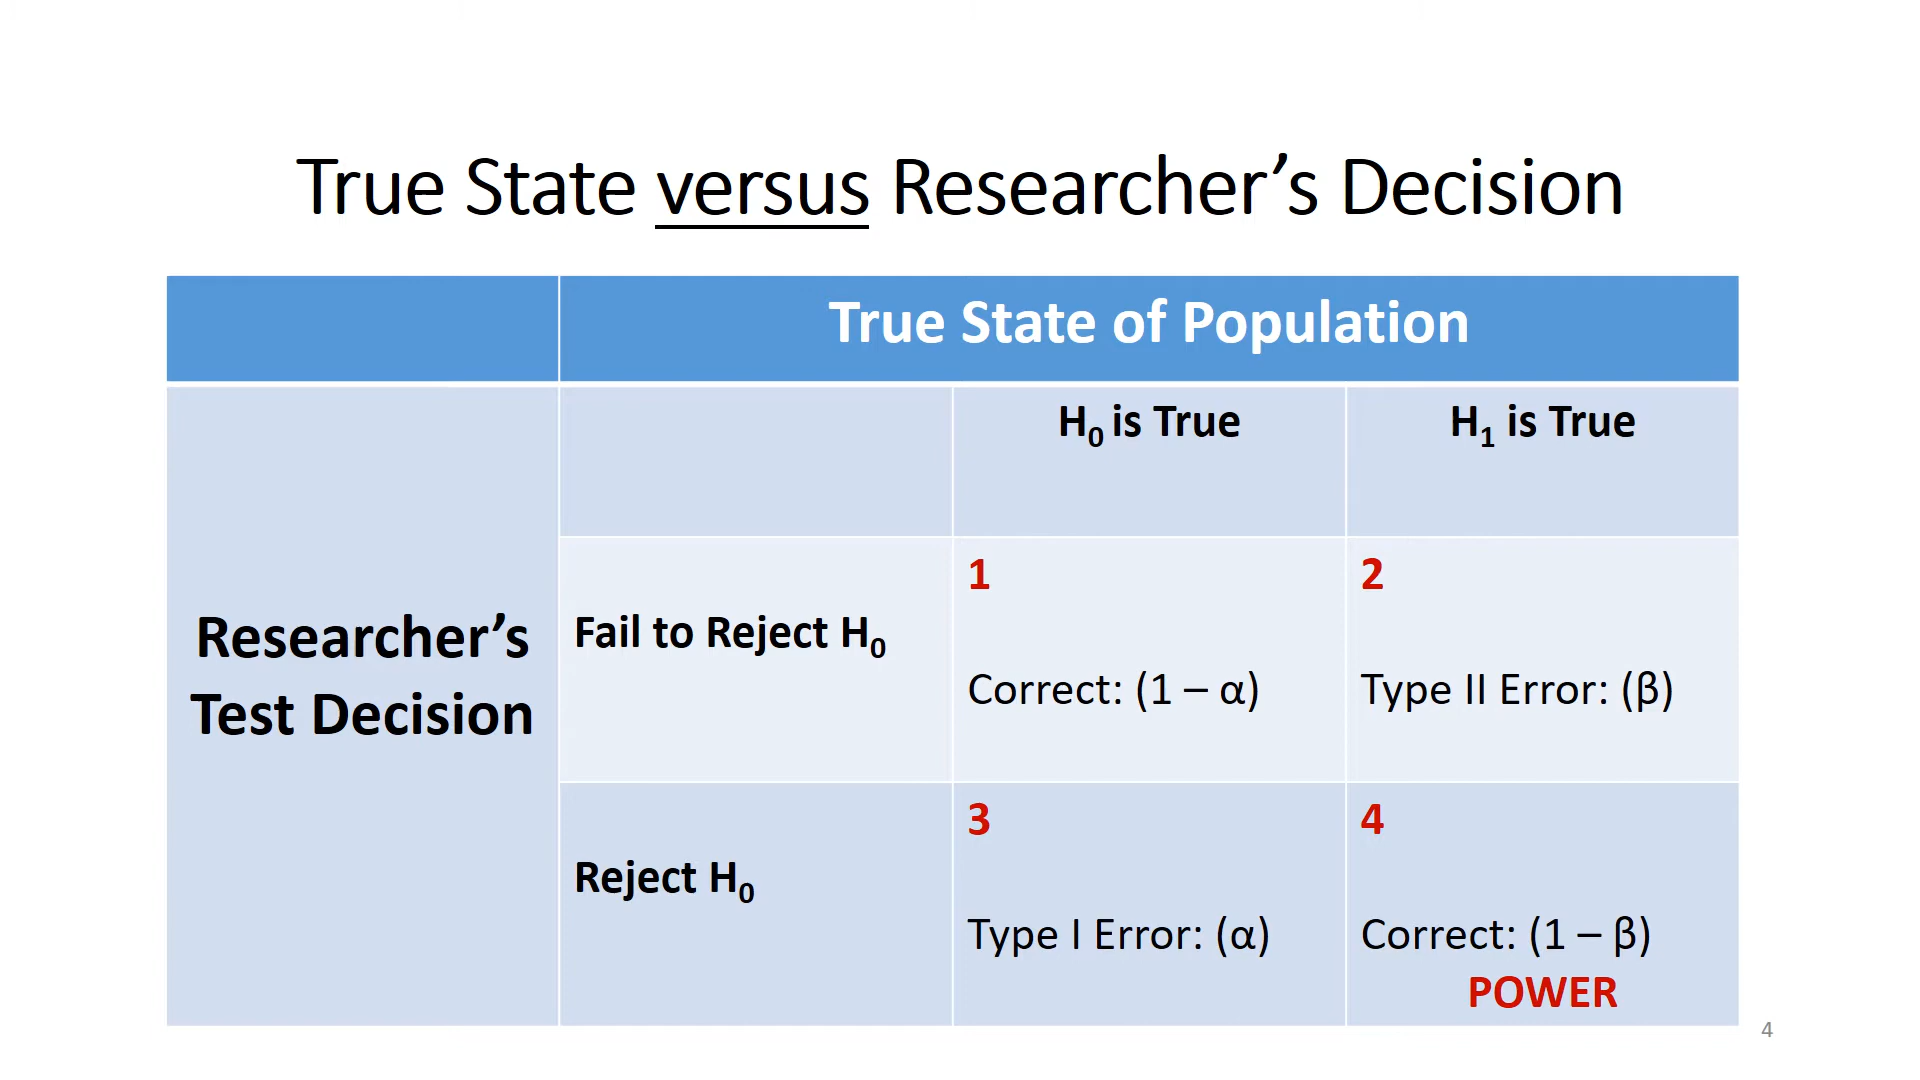 True State versus Researcher’s Decision
True State of Population
H₀ is True
H₁ is True
Researcher’s
Test Decision
Fail to Reject H₀
1
Correct: (1 – α)
2
Type II Error: (β)
Reject H₀
3
Type I Error: (α)
4
Correct: (1 – β)
POWER
4